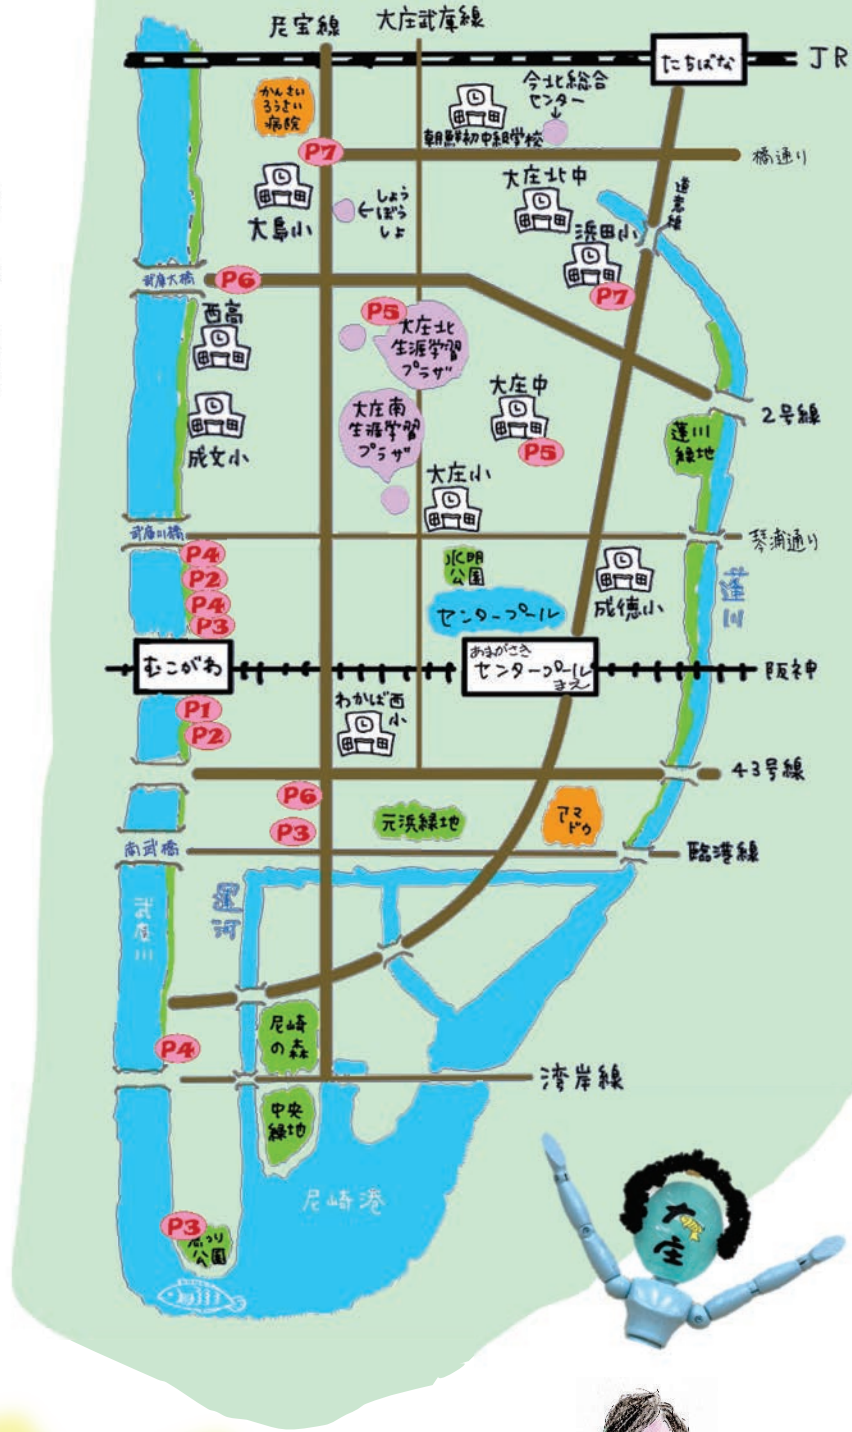 尼宝線
大庄武庫線
たちばな
JR
かんさい
ろうさい
病院
今北総合
センター
↓
朝鮮初中級学校
P7
橘通り
大島小
←しょう
ぼう
しょ
大庄北中
道意線
浜田小
P7
武庫大橋
P6
西高
P5
大庄北
生涯学習
プラザ
成文小
大庄南
生涯学習
プラザ
大庄中
P5
2号線
蓬川
緑地
大庄小
武庫川橋
琴浦通り
P4
P2
P4
P3
水明
公園
センタープール
成徳小
蓬川
むこがわ
あまがさき
センタープール
まえ
阪神
P1
P2
わかば西
小
43号線
P6
P3
元浜緑地
アマ
ドゥ
南武橋
臨港線
武庫川
運河
尼崎
の森
P4
湾岸線
中央
緑地
尼崎港
P3
魚つり
公園
大庄